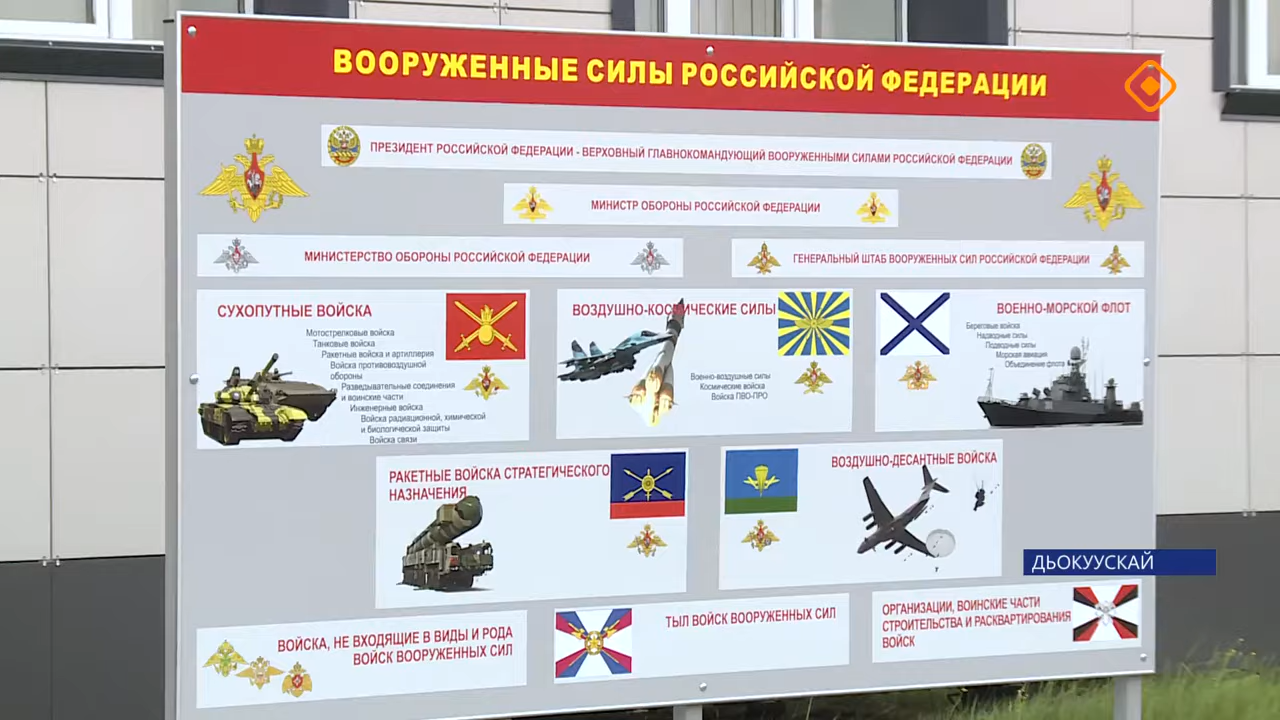 ВООРУЖЕННЫЕ СИЛЫ РОССИЙСКОЙ ФЕДЕРАЦИИ
ПРЕЗИДЕНТ РОССИЙСКОЙ ФЕДЕРАЦИИ - ВЕРХОВНЫЙ ГЛАВНОКОМАНДУЮЩИЙ ВООРУЖЕННЫМИ СИЛАМИ РОССИЙСКОЙ ФЕДЕРАЦИИ
МИНИСТР ОБОРОНЫ РОССИЙСКОЙ ФЕДЕРАЦИИ
МИНИСТЕРСТВО ОБОРОНЫ РОССИЙСКОЙ ФЕДЕРАЦИИ
ГЕНЕРАЛЬНЫЙ ШТАБ ВООРУЖЕННЫХ СИЛ РОССИЙСКОЙ ФЕДЕРАЦИИ
СУХОПУТНЫЕ ВОЙСКА
Мотострелковые войска
Танковые войска
Ракетные войска и артиллерия
Войска противовоздушной
обороны
Разведывательные соединения
и воинские части
Инженерные войска
Войска радиационной, химической
и биологической защиты
Войска связи
ВОЗДУШНО-КОСМИЧЕСКИЕ СИЛЫ
Военно-воздушные силы
Космические войска
Войска ПВО-ПРО
ВОЕННО-МОРСКОЙ ФЛОТ
Береговые войска
Надводные силы
Подводные силы
Морская авиация
Объединение флота
РАКЕТНЫЕ ВОЙСКА СТРАТЕГИЧЕСКОГО
НАЗНАЧЕНИЯ
ВОЗДУШНО-ДЕСАНТНЫЕ ВОЙСКА
ДЬОКУУСКАЙ
ВОЙСКА, НЕ ВХОДЯЩИЕ В ВИДЫ И РОДА
ВОЙСК ВООРУЖЕННЫХ СИЛ
ТЫЛ ВОЙСК ВООРУЖЕННЫХ СИЛ
ОРГАНИЗАЦИИ, ВОИНСКИЕ ЧАСТИ
СТРОИТЕЛЬСТВА И РАСКВАРТИРОВАНИЯ
ВОЙСК